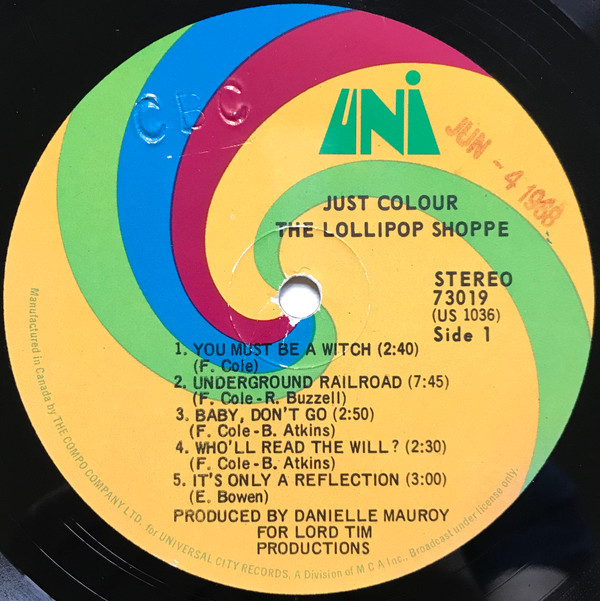 CBC
UNI
JUN - 4 1968
JUST COLOUR
THE LOLLIPOP SHOPPE
STEREO
73019
(US 1036)
Side 1
1. YOU MUST BE A WITCH (2:40)
(F. Cole)
2. UNDERGROUND RAILROAD (7:45)
(F. Cole-R. Buzzell)
3. BABY, DON'T GO (2:50)
(F. Cole-B. Atkins)
4. WHO'LL READ THE WILL? (2:30)
(F. Cole-B. Atkins)
5. IT'S ONLY A REFLECTION (3:00)
(E. Bowen)
PRODUCED BY DANIELLE MAUROY
FOR LORD TIM
PRODUCTIONS
Manufactured in Canada by THE COMPO COMPANY LTD. for UNIVERSAL CITY RECORDS, A Division of M C A Inc., Broadcast under license only.